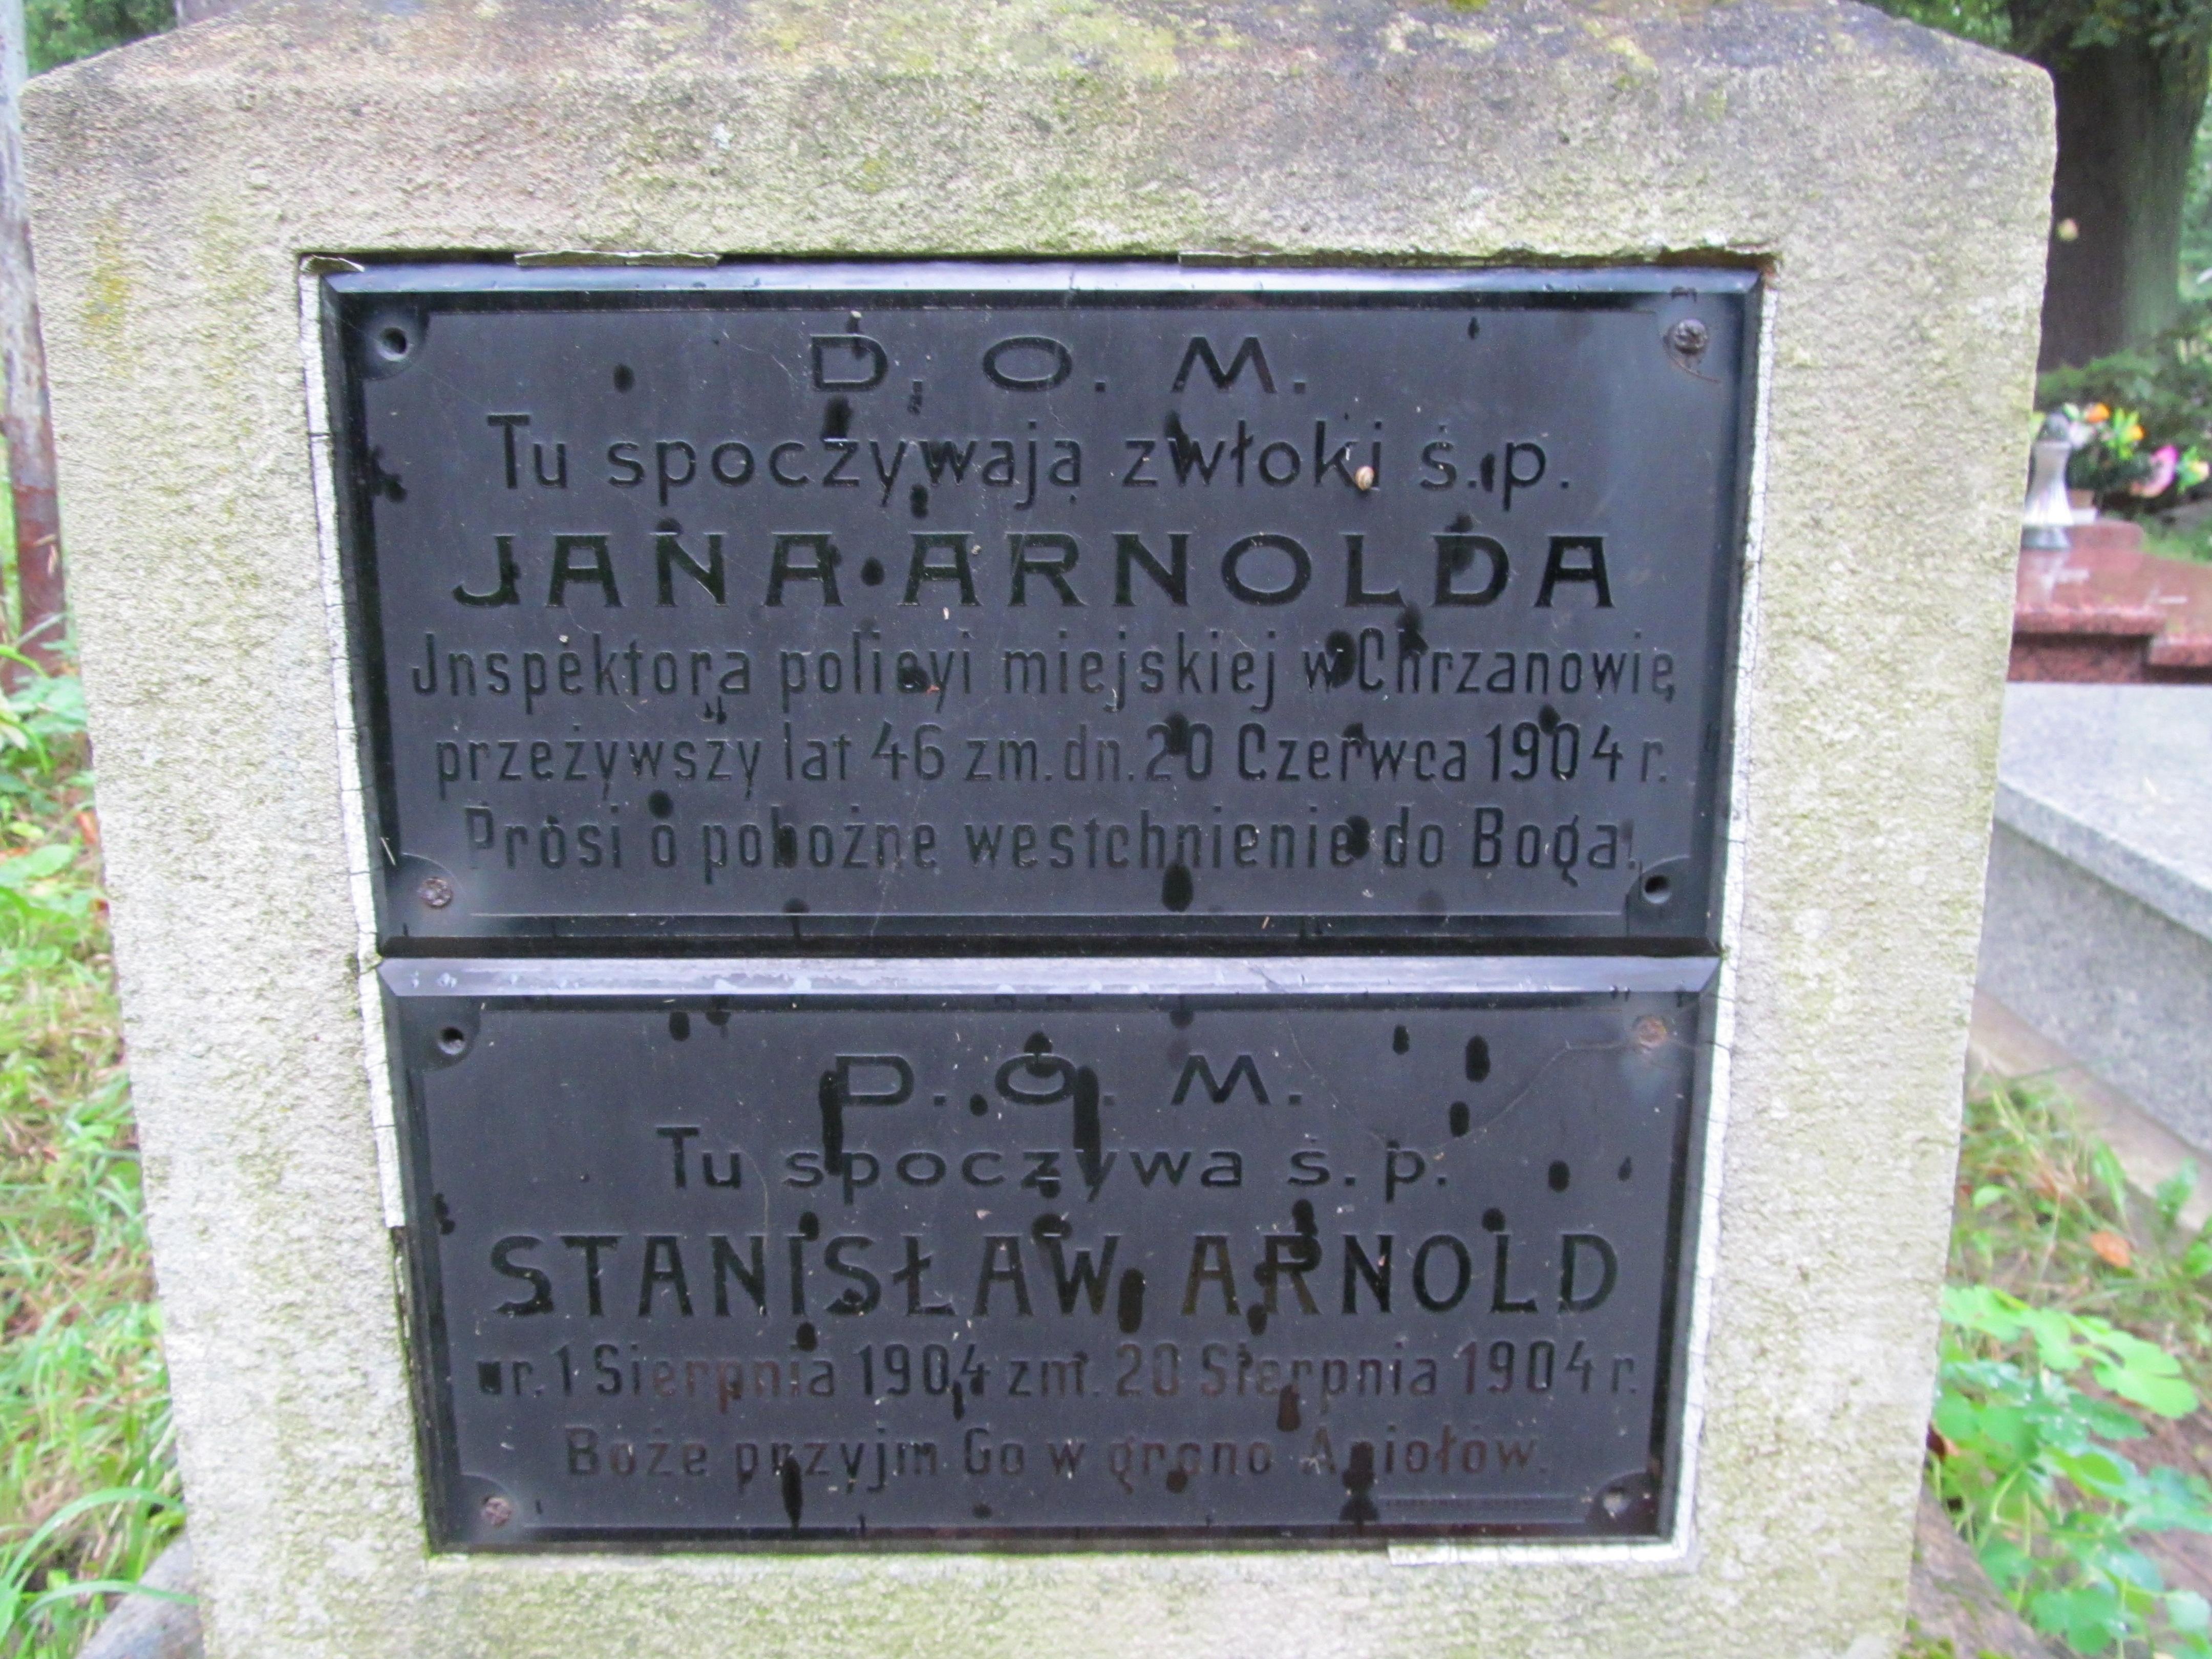 D. O. M.
Tu spoczywają zwłoki ś. p.
JANA ARNOLDA
Jnspektora policyi miejskiej w Chrzanowie,
przeżywszy lat 46 zm. dn. 20 Czerwca 1904 r.
Prosi o pobożne westchnienie do Boga.
D. O. M.
Tu spoczywa ś. p.
STANISŁAW ARNOLD
ur. 1 Sierpnia 1904 zm. 20 Sierpnia 1904 r.
Boże przyjm Go w grono Aniołów.